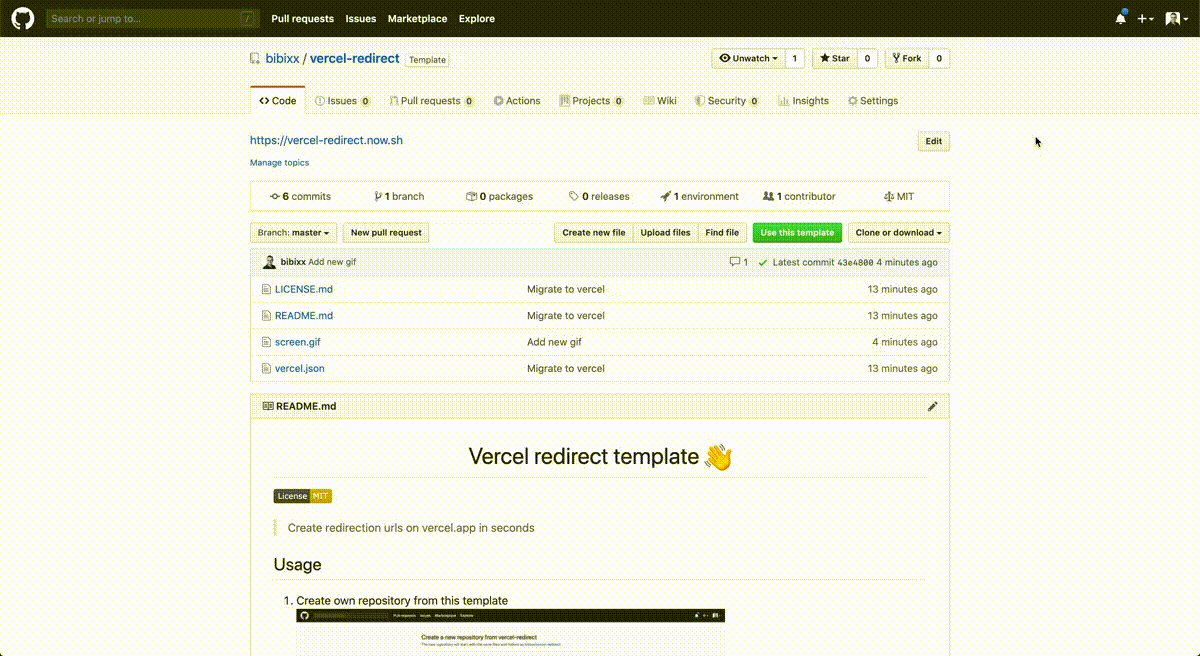 Search or jump to... / Pull requests Issues Marketplace Explore
bibixx / vercel-redirect Template Unwatch 1 Star 0 Fork 0
Code Issues 0 Pull requests 0 Actions Projects 0 Wiki Security 0 Insights Settings
https://vercel-redirect.now.sh Edit
Manage topics
6 commits 1 branch 0 packages 0 releases 1 environment 1 contributor MIT
Branch: master New pull request Create new file Upload files Find file Use this template Clone or download
bibixx Add new gif 1 Latest commit 43e4800 4 minutes ago
LICENSE.md Migrate to vercel 13 minutes ago
README.md Migrate to vercel 13 minutes ago
screen.gif Add new gif 4 minutes ago
vercel.json Migrate to vercel 13 minutes ago
README.md
Vercel redirect template
License MIT
Create redirection urls on vercel.app in seconds
Usage
1. Create own repository from this template
Pull requests Issues Marketplace Explore
Create a new repository from vercel-redirect